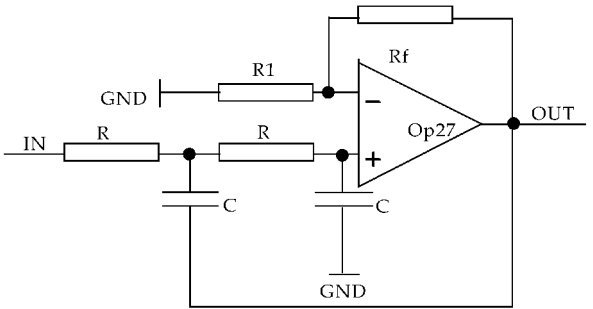 Rf
R1
GND
−
Op27
OUT
IN
R
R
+
C
C
GND